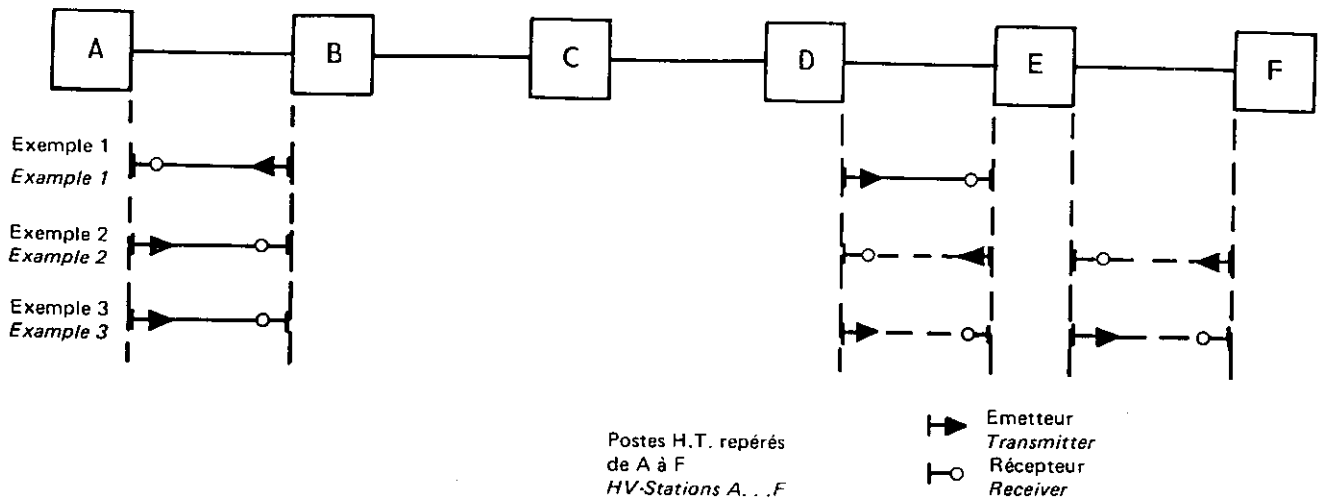 A
B
C
D
E
F
Exemple 1
Example 1
Exemple 2
Example 2
Exemple 3
Example 3
Postes H.T. repérés
de A à F
HV-Stations A. . .F
Emetteur
Transmitter
Récepteur
Receiver